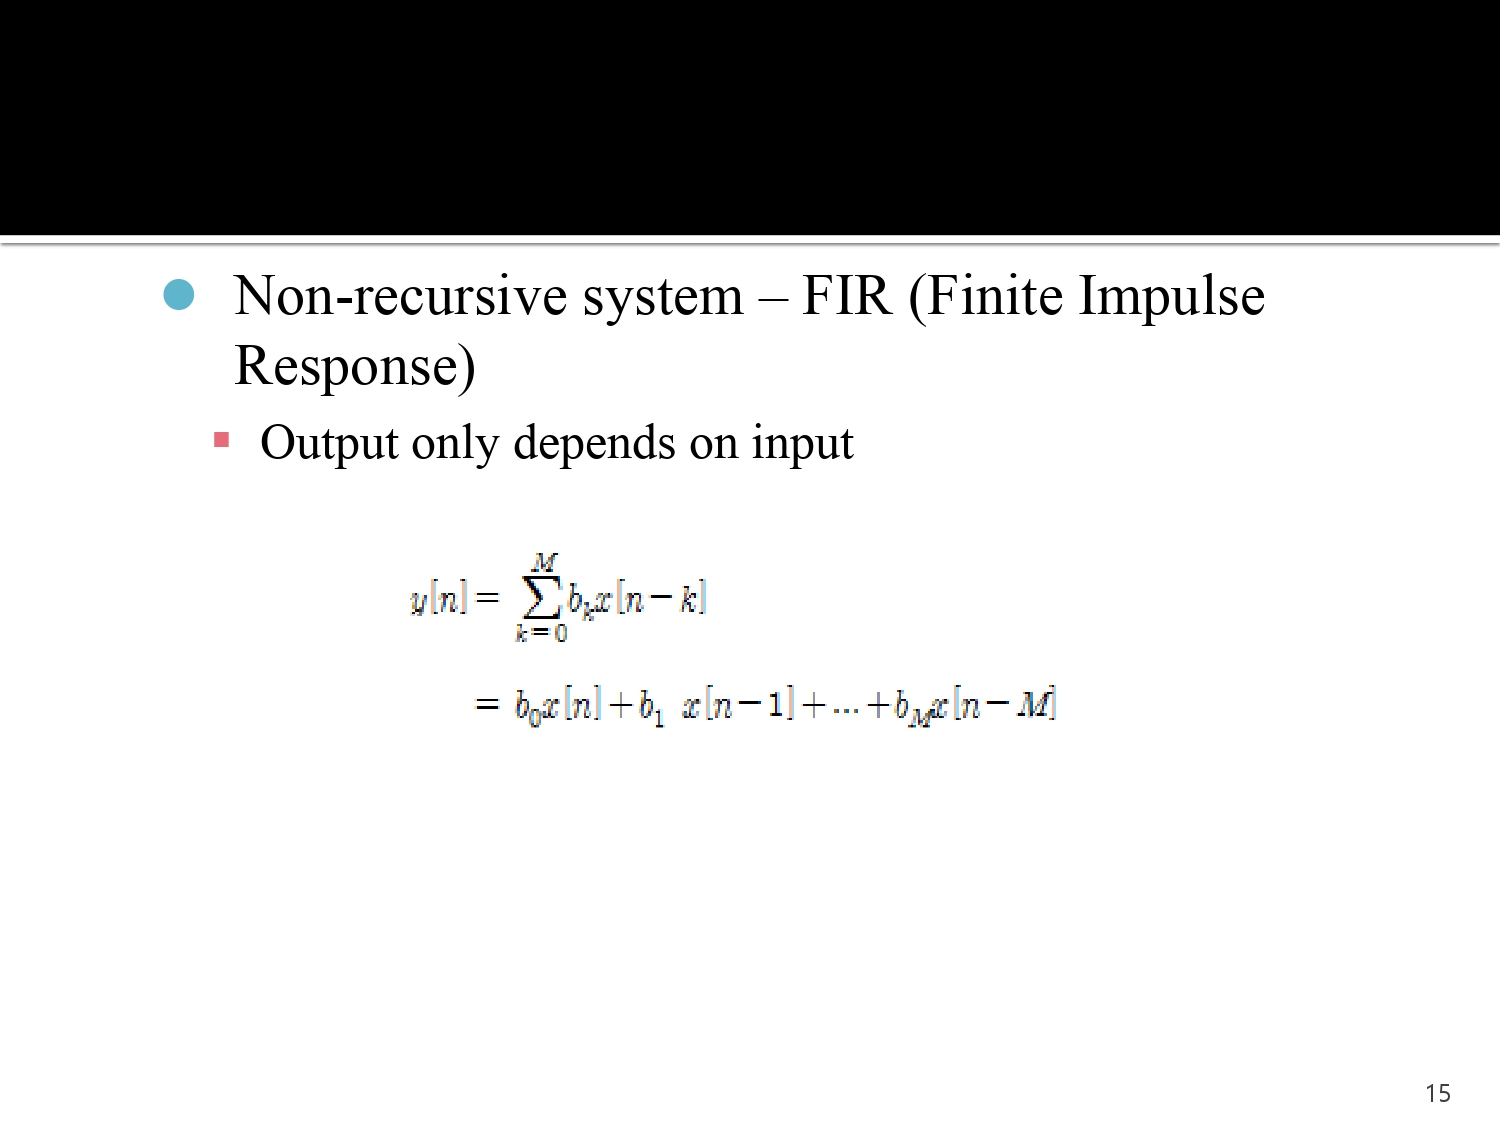 Non-recursive system – FIR (Finite Impulse
Response)
Output only depends on input
y[n] = \sum_{k=0}^{M} b_k x[n-k]
= b_0 x[n] + b_1 x[n-1] + ... + b_M x[n-M]
15